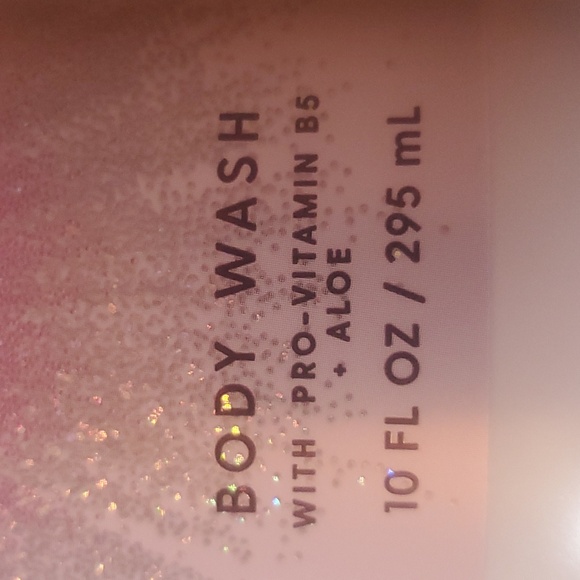 BODY WASH
WITH PRO-VITAMIN B5
+ ALOE
10 FL OZ / 295 mL